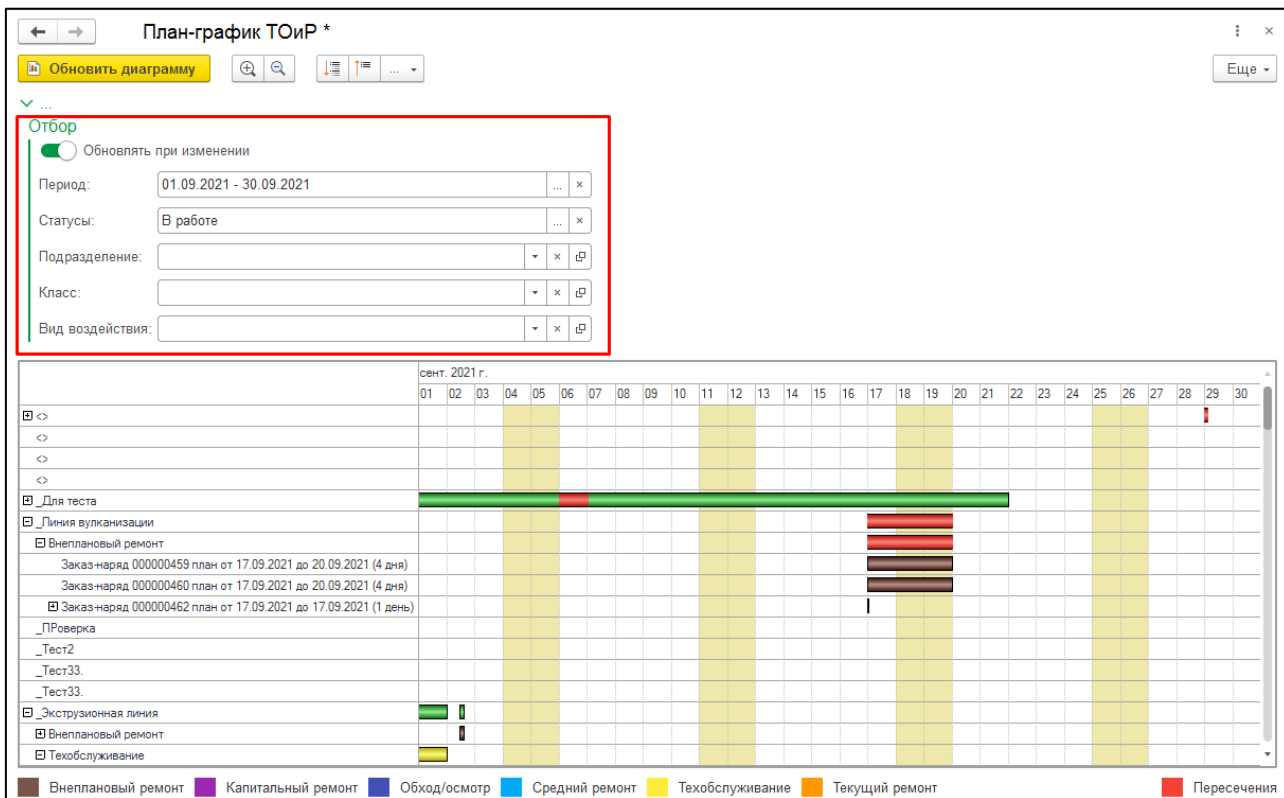 План-график ТОиР *
Обновить диаграмму ... Еще
...
Отбор
Обновлять при изменении
Период: 01.09.2021 - 30.09.2021 ...
Статусы: В работе ...
Подразделение:
Класс:
Вид воздействия:
сент. 2021 г.
01 02 03 04 05 06 07 08 09 10 11 12 13 14 15 16 17 18 19 20 21 22 23 24 25 26 27 28 29 30
<>
<>
<>
<>
_Для теста
_Линия вулканизации
Внеплановый ремонт
Заказ-наряд 000000459 план от 17.09.2021 до 20.09.2021 (4 дня)
Заказ-наряд 000000460 план от 17.09.2021 до 20.09.2021 (4 дня)
Заказ-наряд 000000462 план от 17.09.2021 до 17.09.2021 (1 день)
_ПРоверка
_Тест2
_Тест33.
_Тест33.
_Экструзионная линия
Внеплановый ремонт
Техобслуживание
Внеплановый ремонт Капитальный ремонт Обход/осмотр Средний ремонт Техобслуживание Текущий ремонт Пересечения